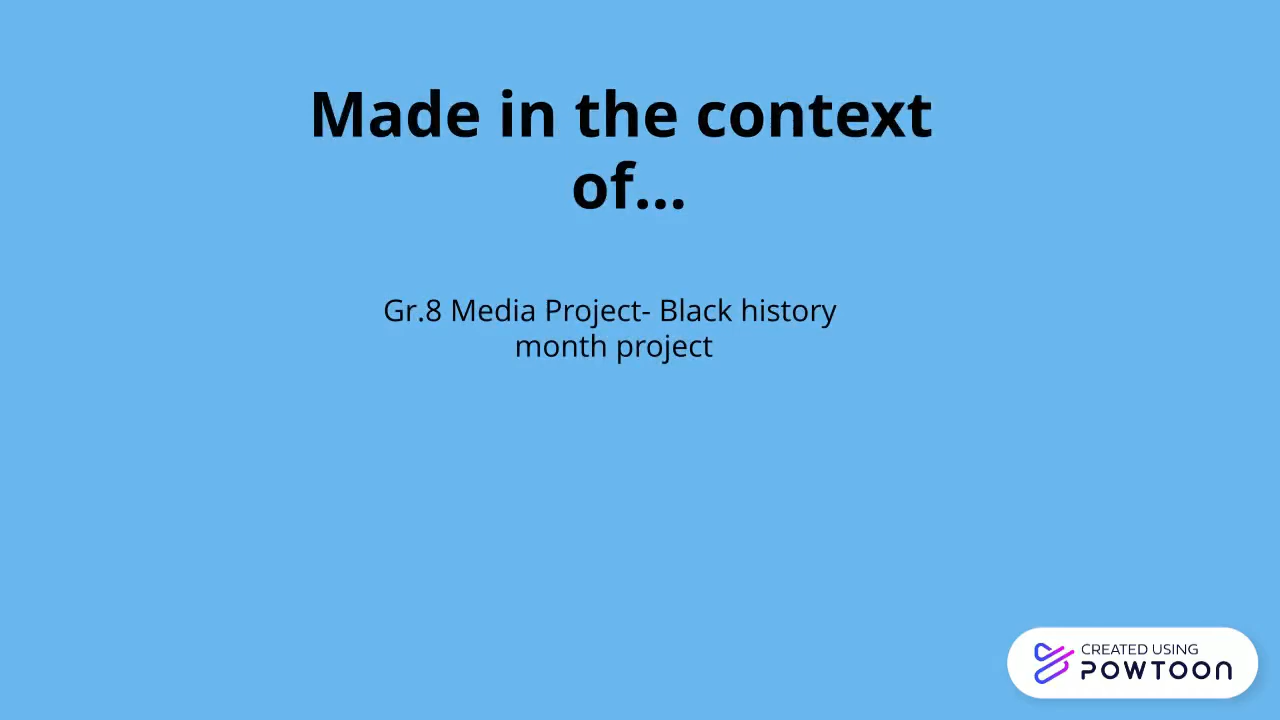 Made in the context
of...
Gr.8 Media Project- Black history
month project
CREATED USING
POWTOON